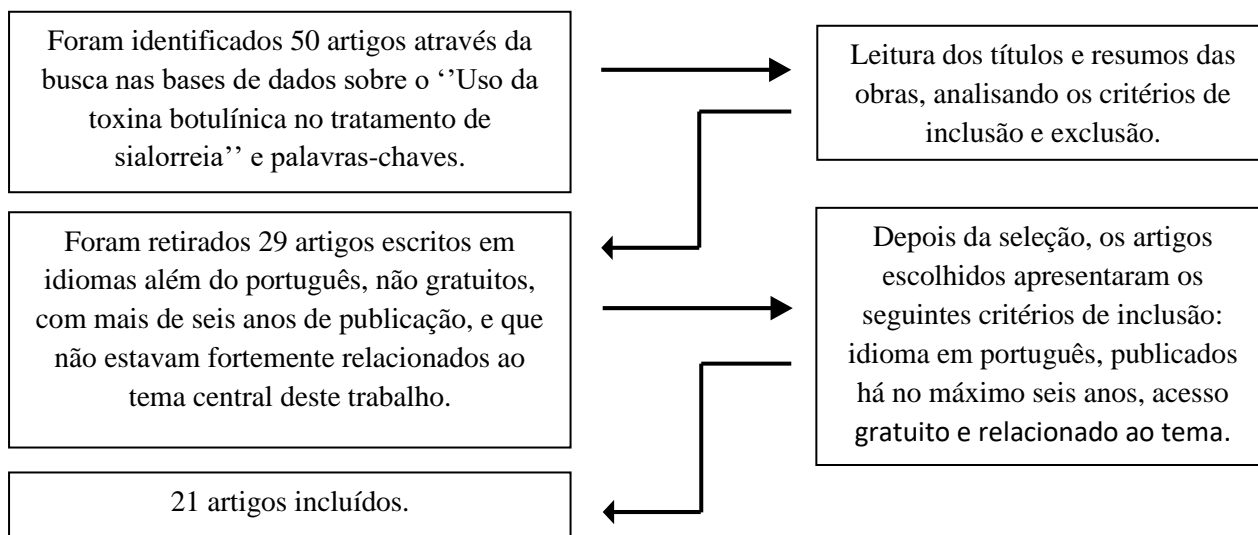 Foram identificados 50 artigos através da
busca nas bases de dados sobre o ‘’Uso da
toxina botulínica no tratamento de
sialorreia’’ e palavras-chaves.
Leitura dos títulos e resumos das
obras, analisando os critérios de
inclusão e exclusão.
Foram retirados 29 artigos escritos em
idiomas além do português, não gratuitos,
com mais de seis anos de publicação, e que
não estavam fortemente relacionados ao
tema central deste trabalho.
Depois da seleção, os artigos
escolhidos apresentaram os
seguintes critérios de inclusão:
idioma em português, publicados
há no máximo seis anos, acesso
gratuito e relacionado ao tema.
21 artigos incluídos.